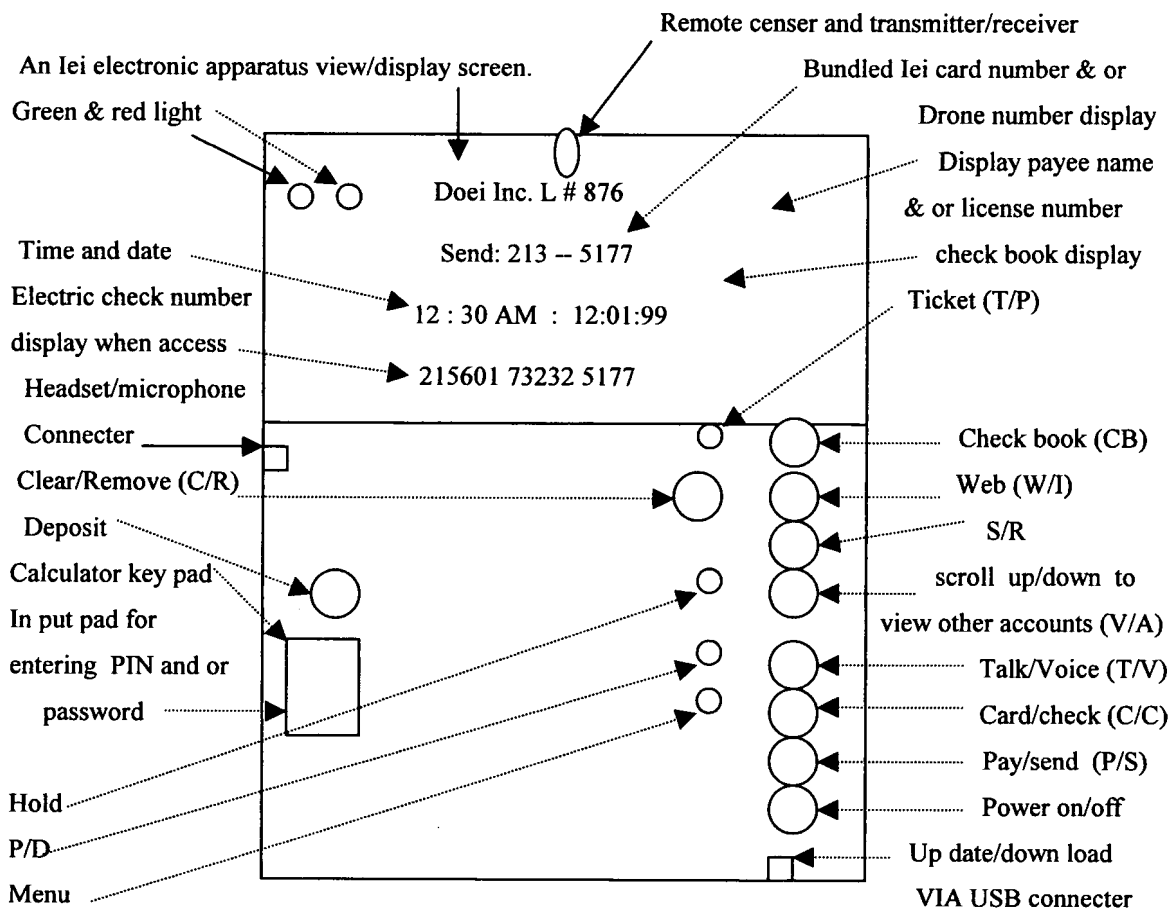 Remote censer and transmitter/receiver
An Iei electronic apparatus view/display screen.
Bundled Iei card number & or
Green & red light
Drone number display
Display payee name
Doei Inc. L # 876
& or license number
Time and date
Send: 213 -- 5177
check book display
Electric check number
12 : 30 AM : 12:01:99
Ticket (T/P)
display when access
215601 73232 5177
Headset/microphone
Connecter
Check book (CB)
Clear/Remove (C/R)
Web (W/I)
Deposit
S/R
Calculator key pad
scroll up/down to
In put pad for
view other accounts (V/A)
entering PIN and or
Talk/Voice (T/V)
password
Card/check (C/C)
Pay/send (P/S)
Hold
Power on/off
P/D
Up date/down load
Menu
VIA USB connecter